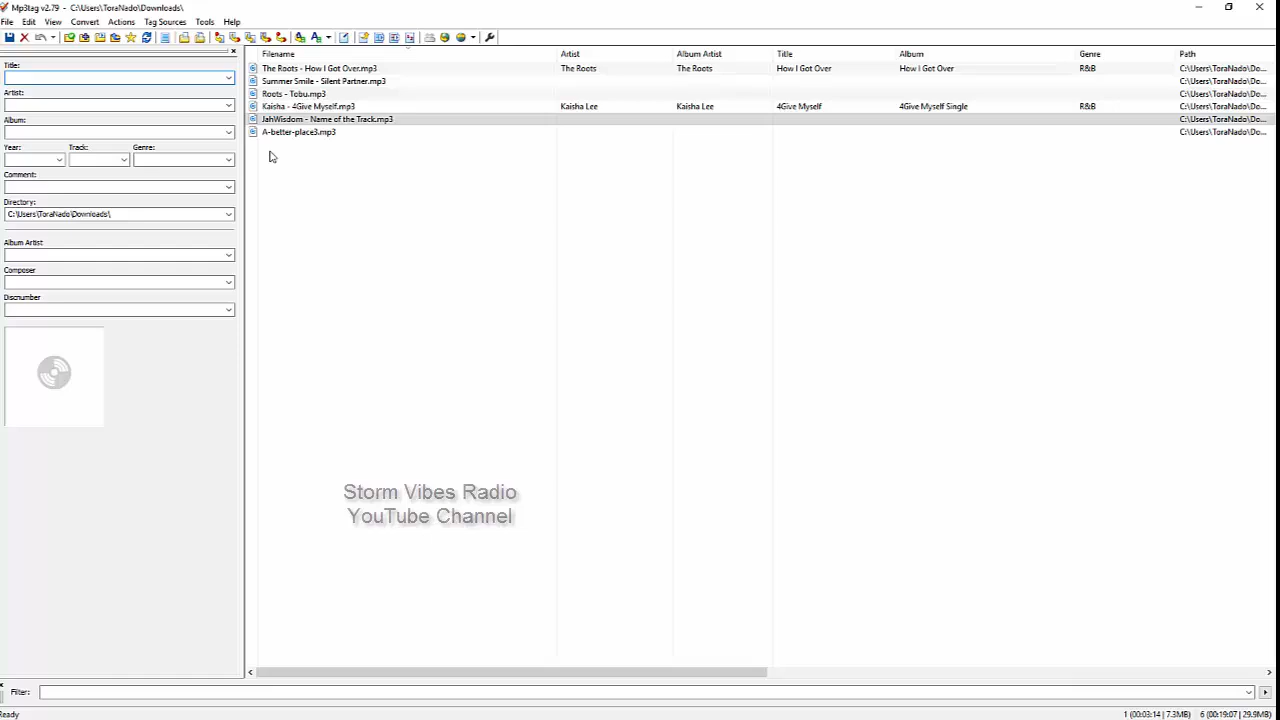 Mp3tag v2.79 - C:\Users\ToraNado\Downloads\
File Edit View Convert Actions Tag Sources Tools Help
Title:
Artist:
Album:
Year: Track: Genre:
Comment:
Directory:
C:\Users\ToraNado\Downloads\
Album Artist
Composer
Discnumber
Filename Artist Album Artist Title Album Genre Path
The Roots - How I Got Over.mp3 The Roots The Roots How I Got Over How I Got Over R&B C:\Users\ToraNado\Do...
Summer Smile - Silent Partner.mp3 C:\Users\ToraNado\Do...
Roots - Tobu.mp3 C:\Users\ToraNado\Do...
Kaisha - 4Give Myself.mp3 Kaisha Lee Kaisha Lee 4Give Myself 4Give Myself Single R&B C:\Users\ToraNado\Do...
JahWisdom - Name of the Track.mp3 C:\Users\ToraNado\Do...
A-better-place3.mp3 C:\Users\ToraNado\Do...
Storm Vibes Radio
YouTube Channel
Filter:
Ready 1 (00:03:14 | 7.3MB) 6 (00:19:07 | 29.9MB)